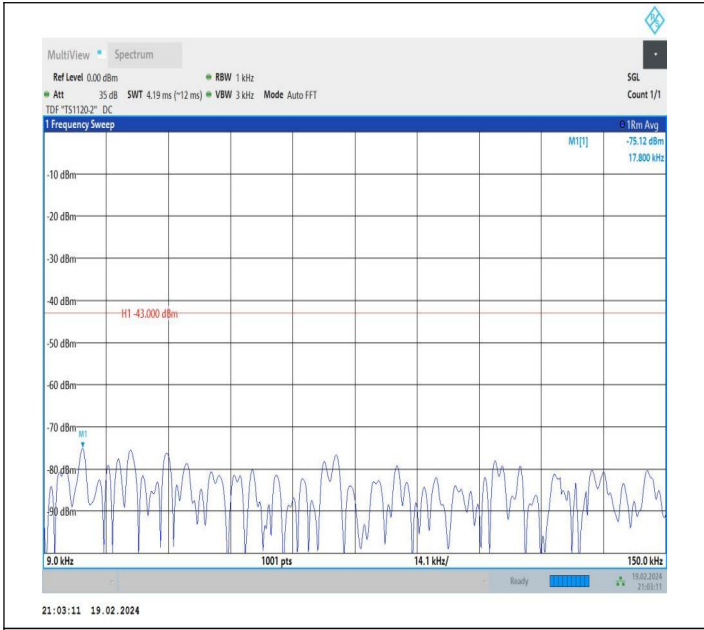 MultiView Spectrum
Ref Level 0.00 dBm RBW 1 kHz SGL
Att 35 dB SWT 4.19 ms (~12 ms) VBW 3 kHz Mode Auto FFT Count 1/1
TDF "TS1120-2" DC
1 Frequency Sweep 1Rm Avg
M1[1] -75.12 dBm
17.800 kHz
-10 dBm
-20 dBm
-30 dBm
-40 dBm
H1 -43.000 dBm
-50 dBm
-60 dBm
-70 dBm
M1
-80 dBm
-90 dBm
9.0 kHz 1001 pts 14.1 kHz/ 150.0 kHz
Ready 19.02.2024
21:03:11
21:03:11 19.02.2024